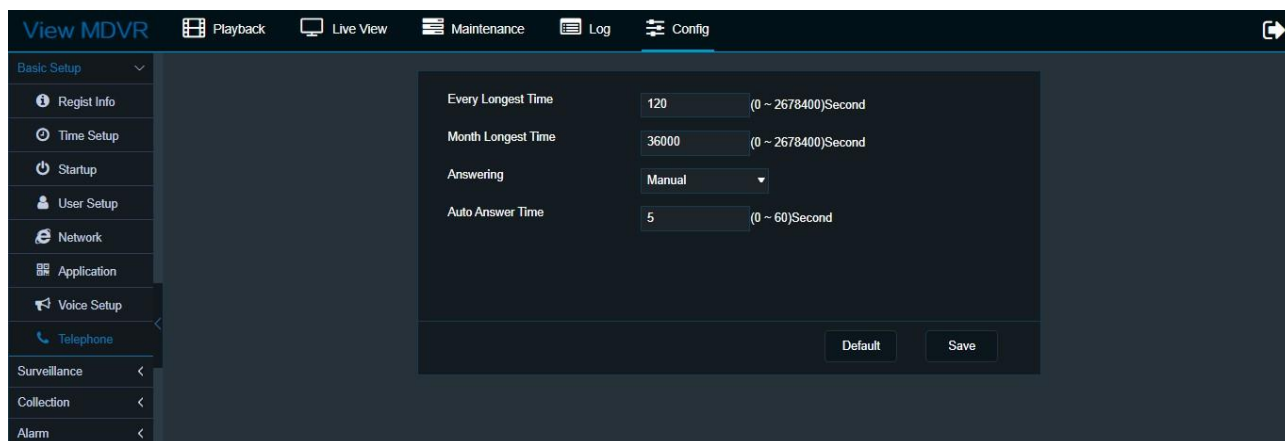 View MDVR
Playback
Live View
Maintenance
Log
Config
Basic Setup
Regist Info
Time Setup
Startup
User Setup
Network
Application
Voice Setup
Telephone
Surveillance
Collection
Alarm
Every Longest Time 120 (0 ~ 2678400)Second
Month Longest Time 36000 (0 ~ 2678400)Second
Answering Manual
Auto Answer Time 5 (0 ~ 60)Second
Default Save